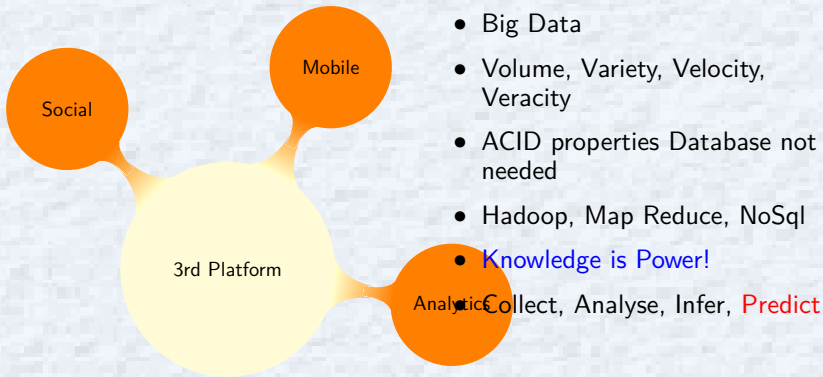 Mobile
Social
3rd Platform
Analytics
• Big Data
• Volume, Variety, Velocity,
Veracity
• ACID properties Database not
needed
• Hadoop, Map Reduce, NoSql
• Knowledge is Power!
• Collect, Analyse, Infer, Predict